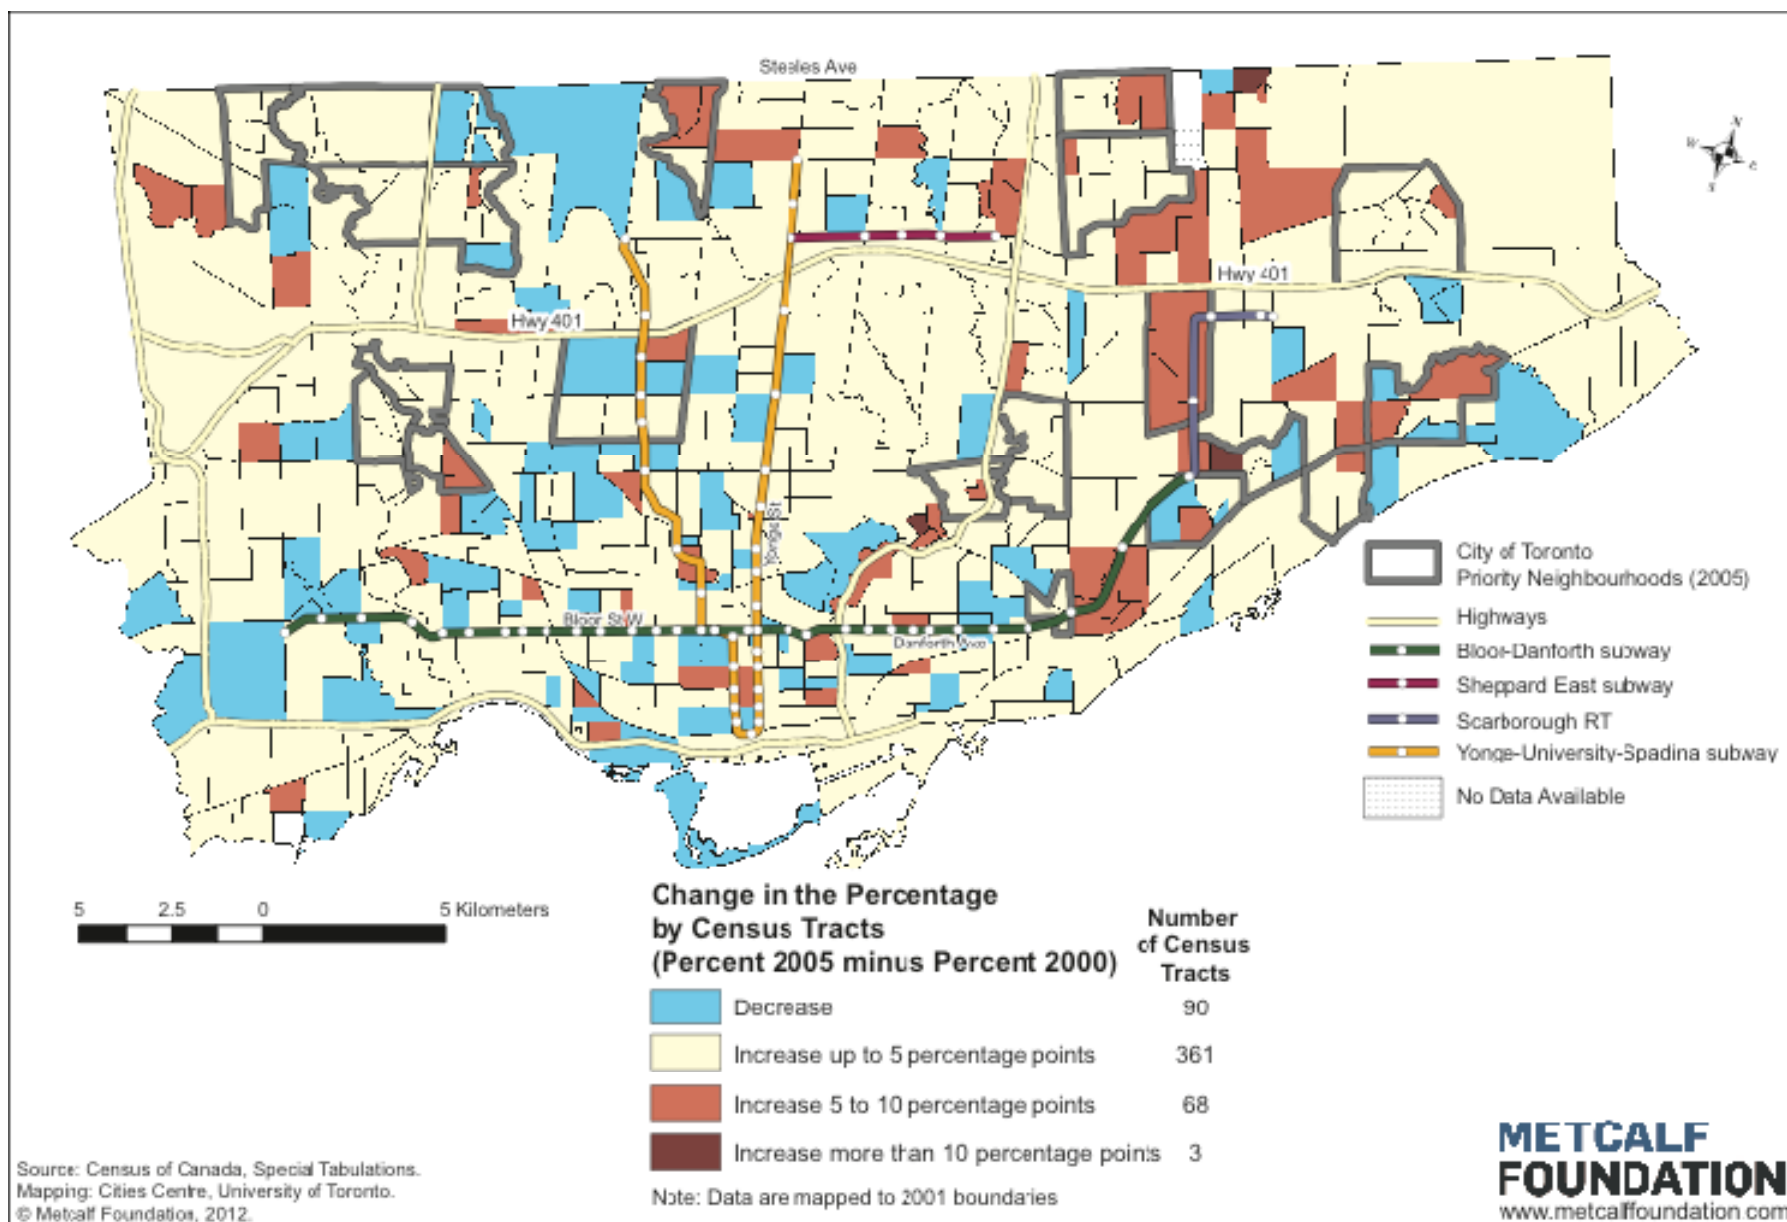 Steeles Ave
N
W
E
S
Hwy 401
Hwy 401
Yonge St
Bloor St W
Danforth Ave
City of Toronto
Priority Neighbourhoods (2005)
Highways
Bloor-Danforth subway
Sheppard East subway
Scarborough RT
Yonge-University-Spadina subway
No Data Available
5 2.5 0 5 Kilometers
Change in the Percentage
by Census Tracts
(Percent 2005 minus Percent 2000)
Number
of Census
Tracts
Decrease 90
Increase up to 5 percentage points 361
Increase 5 to 10 percentage points 68
Increase more than 10 percentage points 3
Note: Data are mapped to 2001 boundaries
Source: Census of Canada, Special Tabulations.
Mapping: Cities Centre, University of Toronto.
© Metcalf Foundation, 2012.
METCALF
FOUNDATION
www.metcalffoundation.com